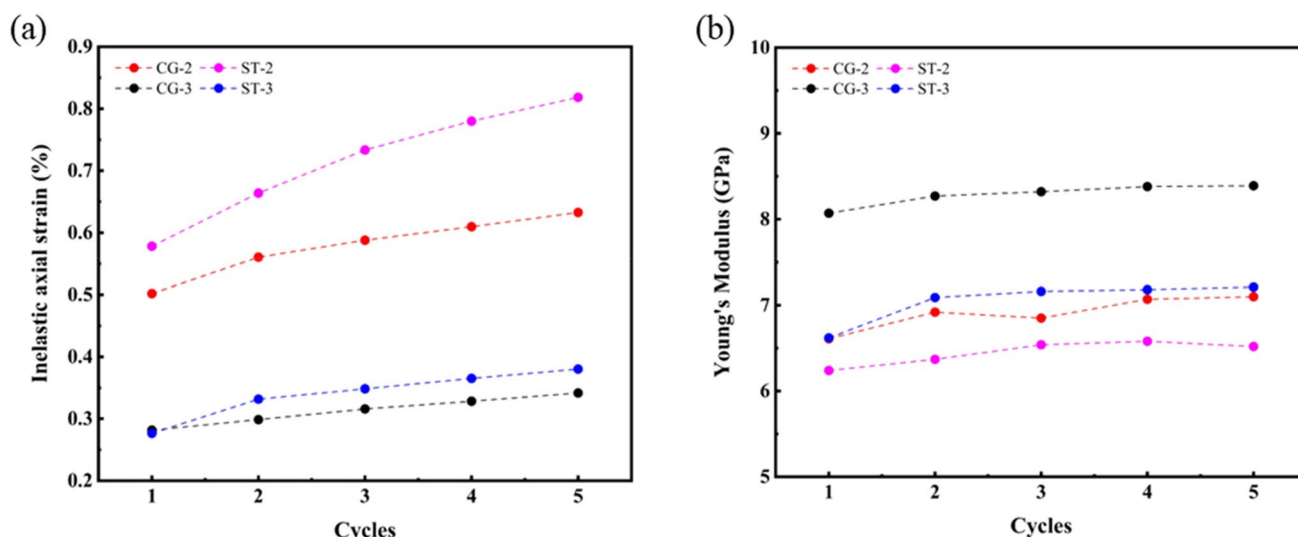 (a)
Inelastic axial strain (%)
0.9
0.8
0.7
0.6
0.5
0.4
0.3
0.2
CG-2 ST-2
CG-3 ST-3
1 2 3 4 5
Cycles
(b)
Young's Modulus (GPa)
10
9
8
7
6
5
CG-2 ST-2
CG-3 ST-3
1 2 3 4 5
Cycles